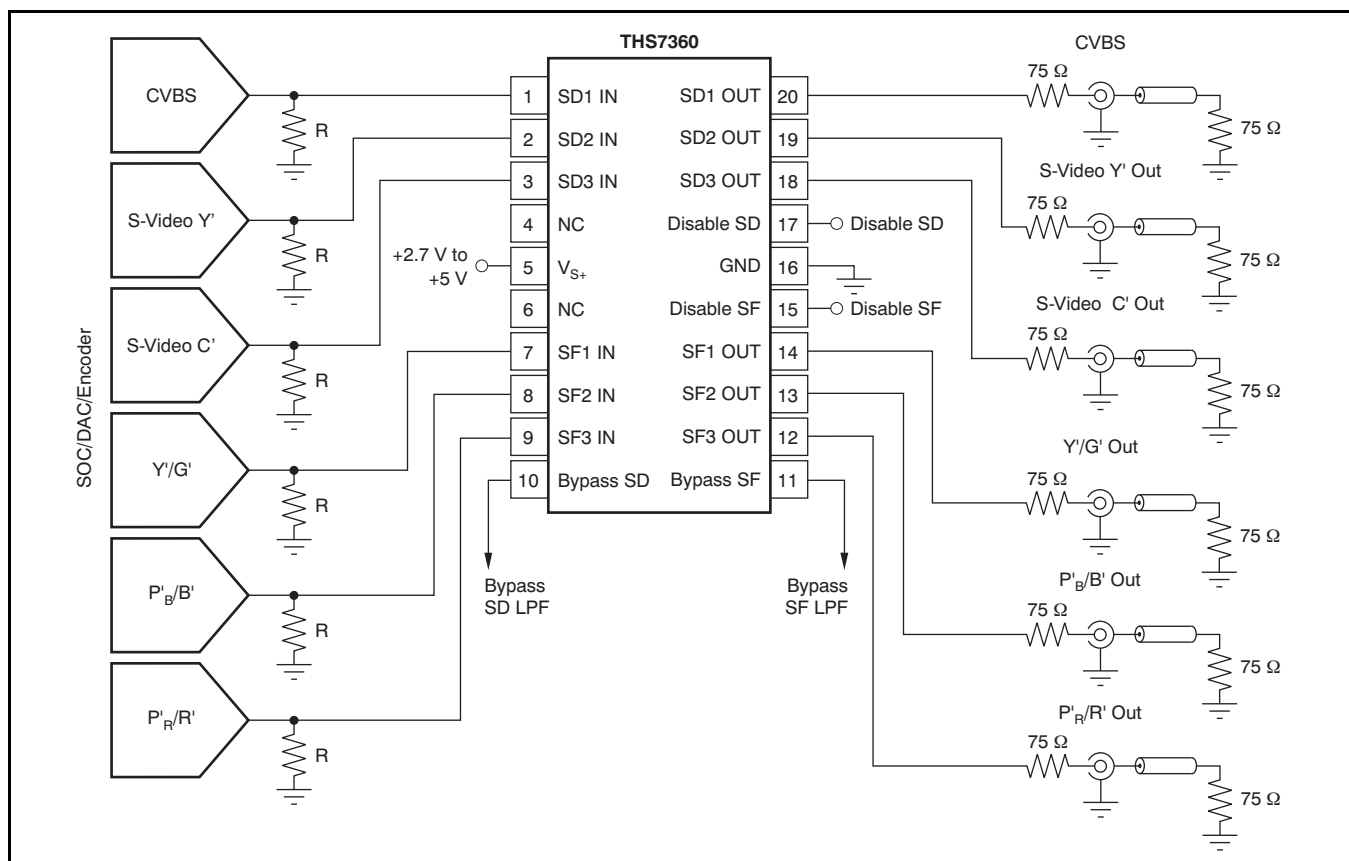 THS7360
CVBS
S-Video Y'
S-Video C'
Y'/G'
P'B/B'
P'R/R'
SOC/DAC/Encoder
R
R
R
R
R
R
+2.7 V to
+5 V
1 SD1 IN
2 SD2 IN
3 SD3 IN
4 NC
5 VS+
6 NC
7 SF1 IN
8 SF2 IN
9 SF3 IN
10 Bypass SD
SD1 OUT 20
SD2 OUT 19
SD3 OUT 18
Disable SD 17
GND 16
Disable SF 15
SF1 OUT 14
SF2 OUT 13
SF3 OUT 12
Bypass SF 11
Disable SD
Disable SF
Bypass
SD LPF
Bypass
SF LPF
CVBS
75 Ω
75 Ω
S-Video Y' Out
75 Ω
75 Ω
S-Video C' Out
75 Ω
75 Ω
Y'/G' Out
75 Ω
75 Ω
P'B/B' Out
75 Ω
75 Ω
P'R/R' Out
75 Ω
75 Ω